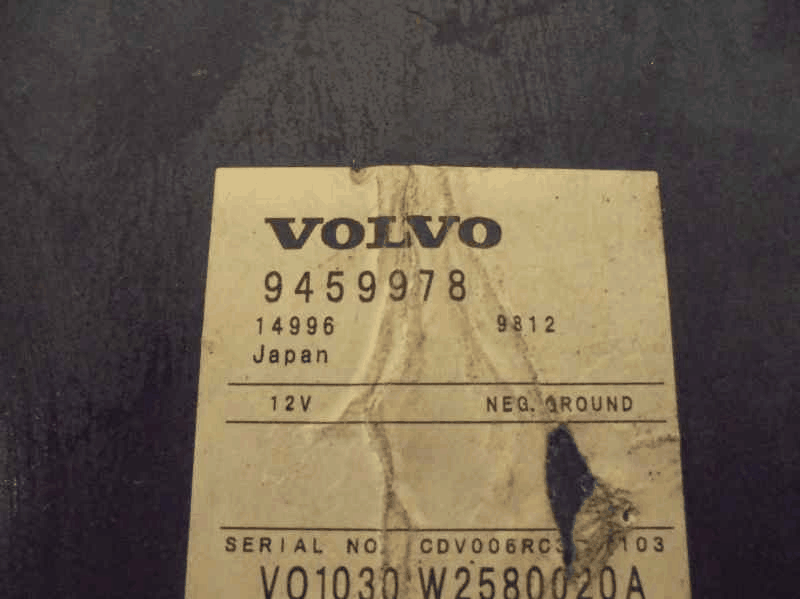 VOLVO
9459978
14996 9812
Japan
12V NEG. GROUND
SERIAL NO.
VO1030 W2580020A